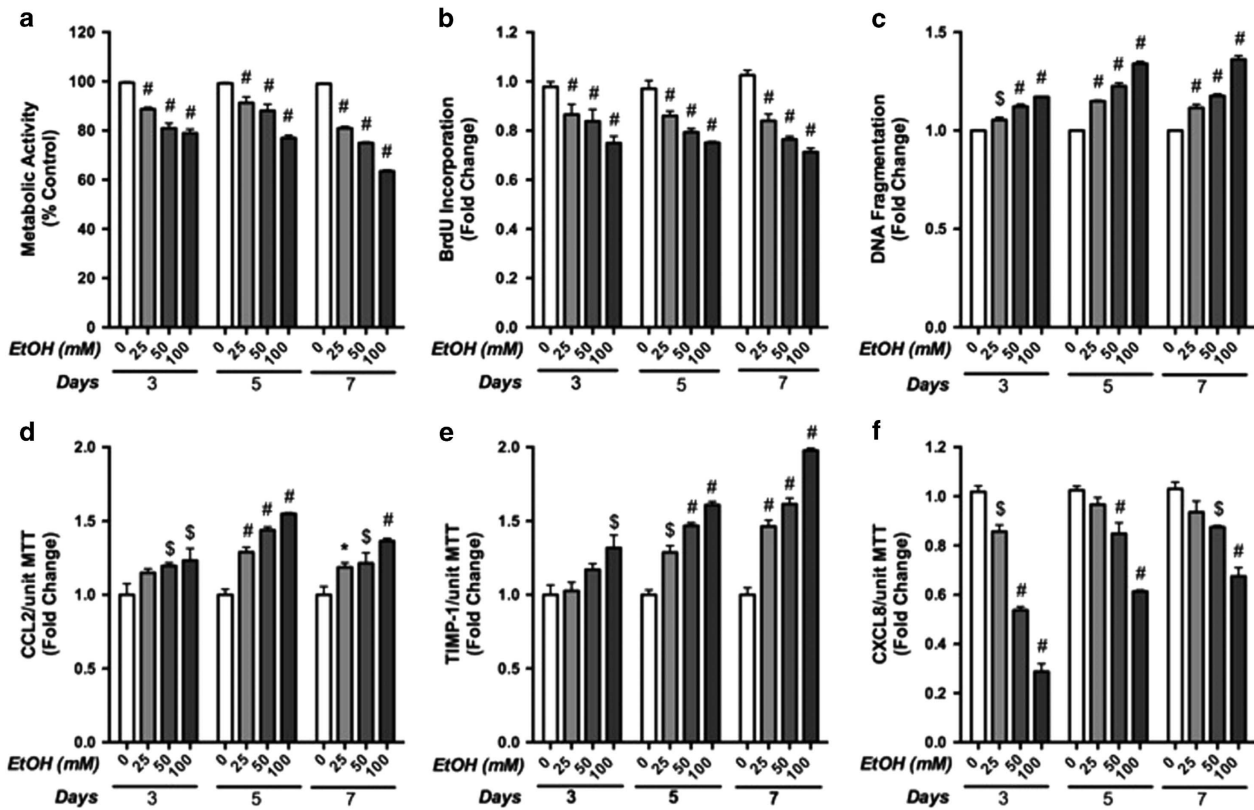 a
Metabolic Activity
(% Control)
120
100
80
60
40
20
0
# # # # # # # # #
EtOH (mM)
0 25 50 100 0 25 50 100 0 25 50 100
Days 3 5 7
b
BrdU Incorporation
(Fold Change)
1.2
1.0
0.8
0.6
0.4
0.2
0.0
# # # # # # # # #
EtOH (mM)
0 25 50 100 0 25 50 100 0 25 50 100
Days 3 5 7
c
DNA Fragmentation
(Fold Change)
1.5
1.0
0.5
0.0
$ # # # # # # # #
EtOH (mM)
0 25 50 100 0 25 50 100 0 25 50 100
Days 3 5 7
d
CCL2/unit MTT
(Fold Change)
2.0
1.5
1.0
0.5
0.0
$ $ # # # * $ #
EtOH (mM)
0 25 50 100 0 25 50 100 0 25 50 100
Days 3 5 7
e
TIMP-1/unit MTT
(Fold Change)
2.0
1.5
1.0
0.5
0.0
$ $ # # # # #
EtOH (mM)
0 25 50 100 0 25 50 100 0 25 50 100
Days 3 5 7
f
CXCL8/unit MTT
(Fold Change)
1.2
1.0
0.8
0.6
0.4
0.2
0.0
$ # # # # $ #
EtOH (mM)
0 25 50 100 0 25 50 100 0 25 50 100
Days 3 5 7